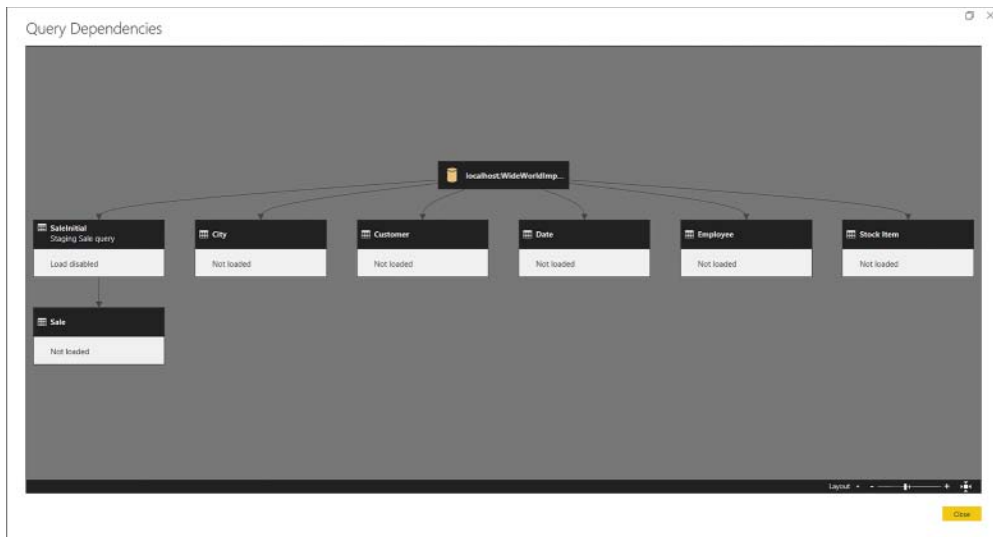 Query Dependencies
localhost:WideWorldImp...
SaleInitial
Staging Sale query
Load disabled
City
Not loaded
Customer
Not loaded
Date
Not loaded
Employee
Not loaded
Stock Item
Not loaded
Sale
Not loaded
Layout
Close